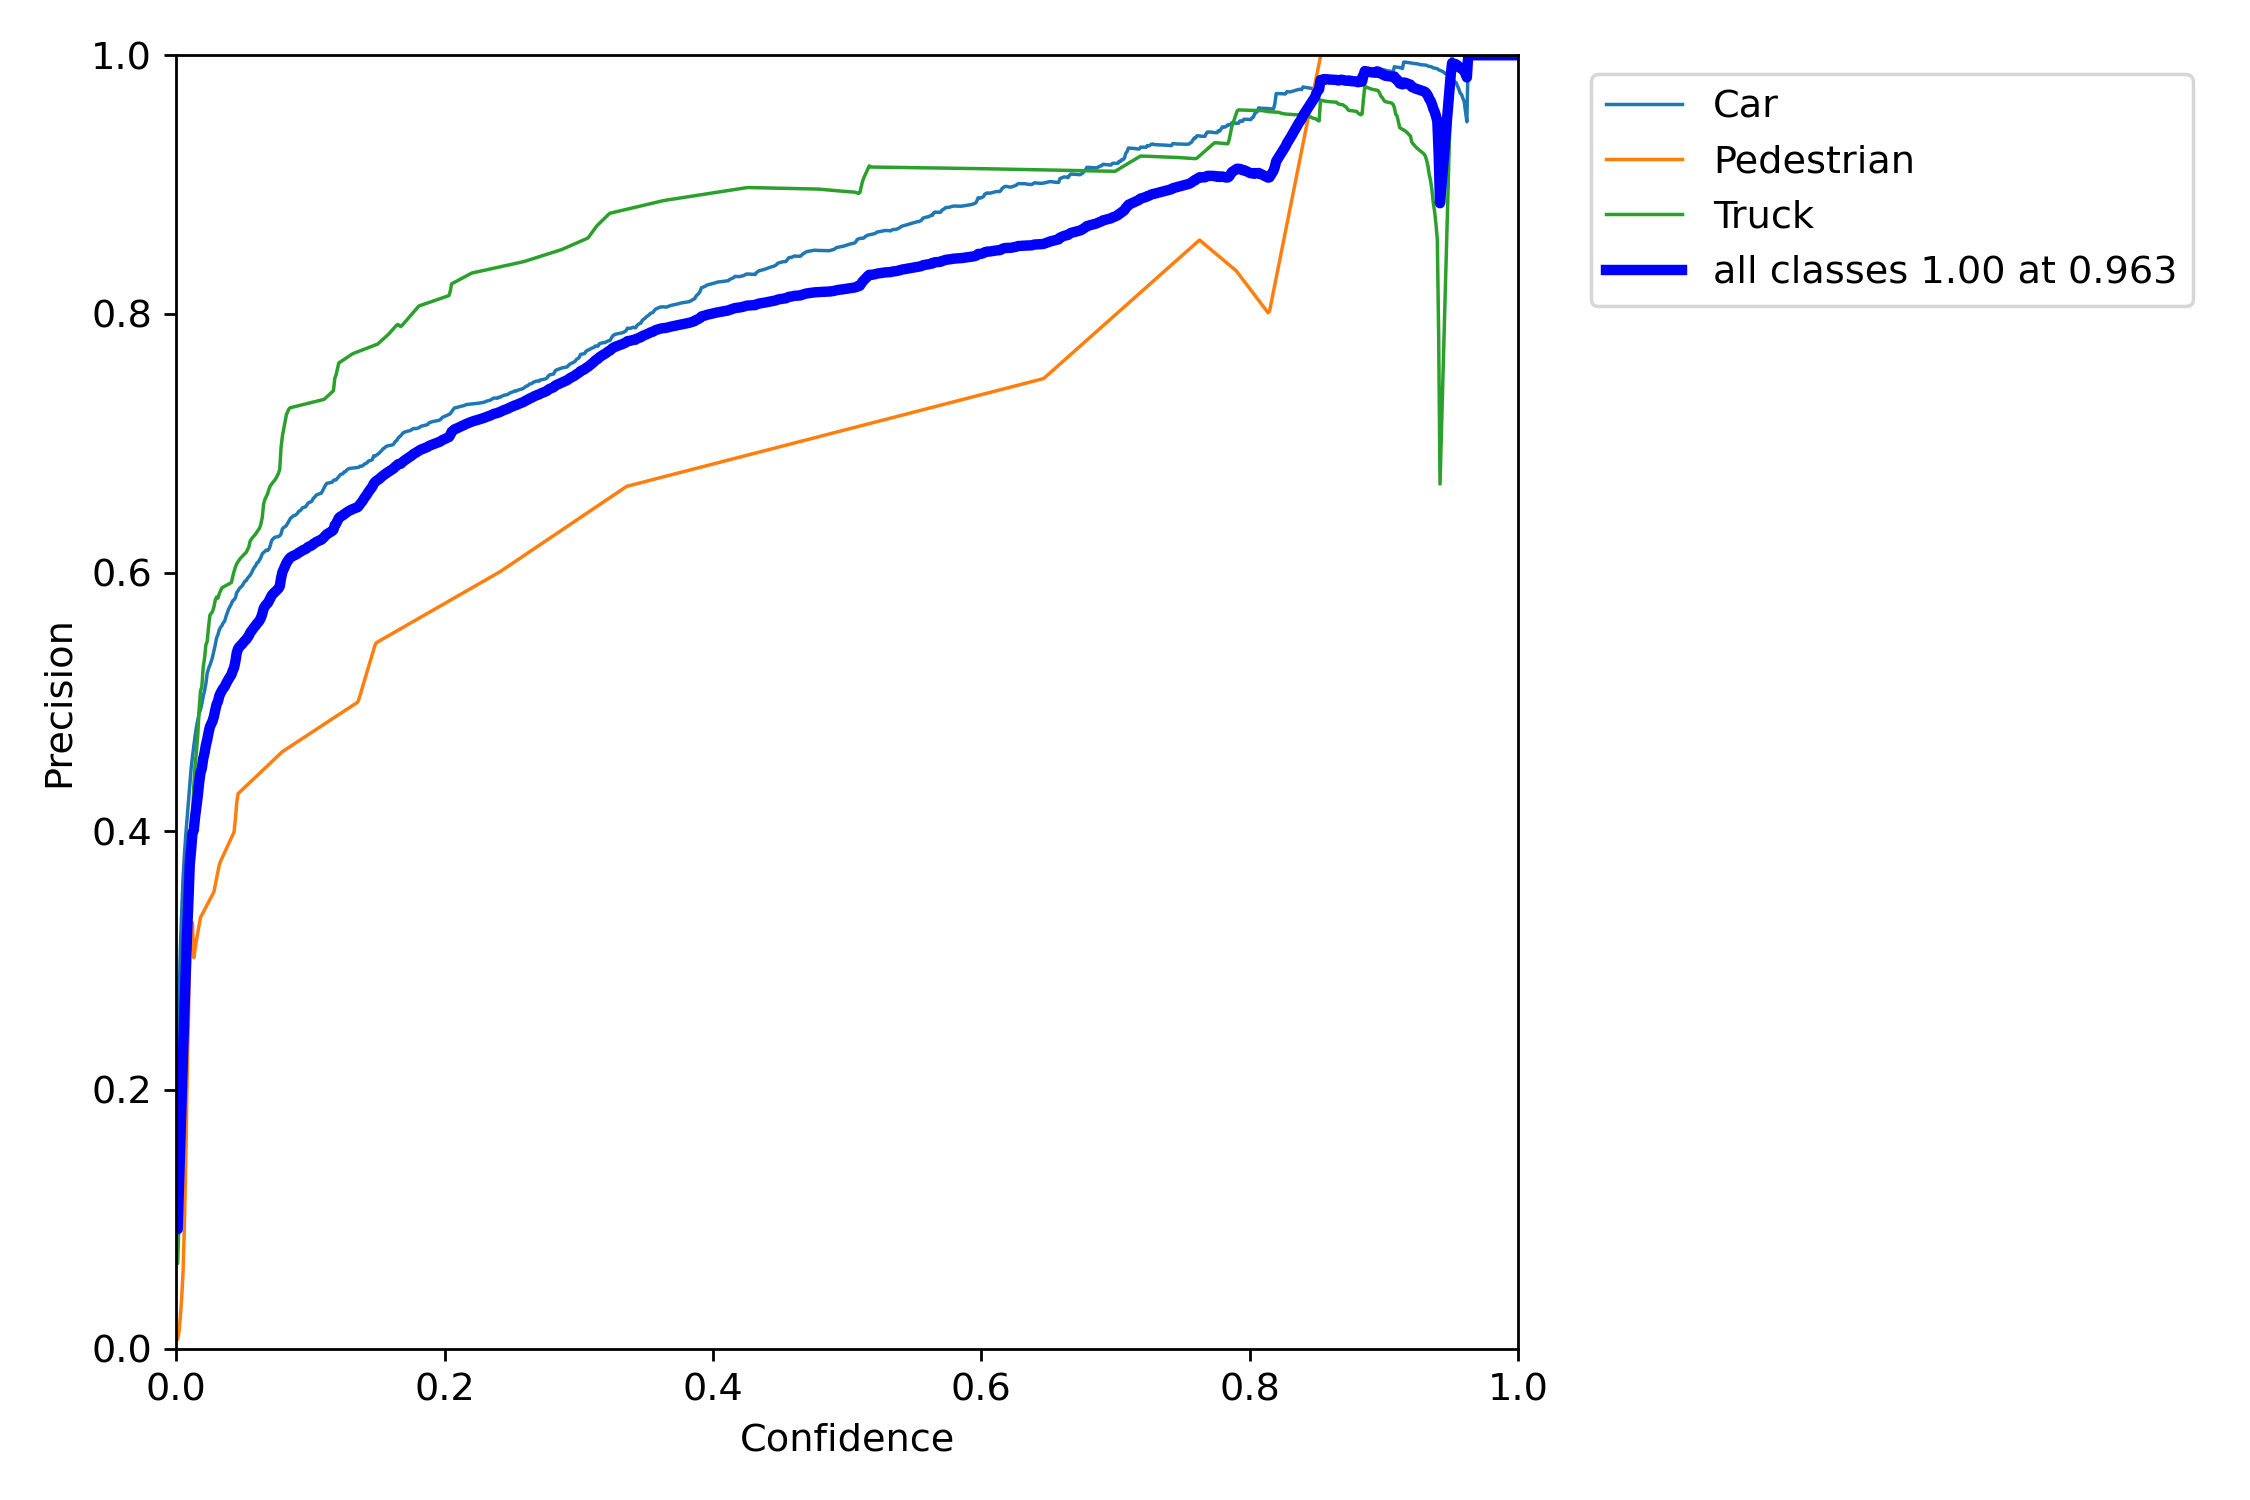 1.0
0.8
0.6
0.4
0.2
0.0
Precision
0.0 0.2 0.4 0.6 0.8 1.0
Confidence
Car
Pedestrian
Truck
all classes 1.00 at 0.963